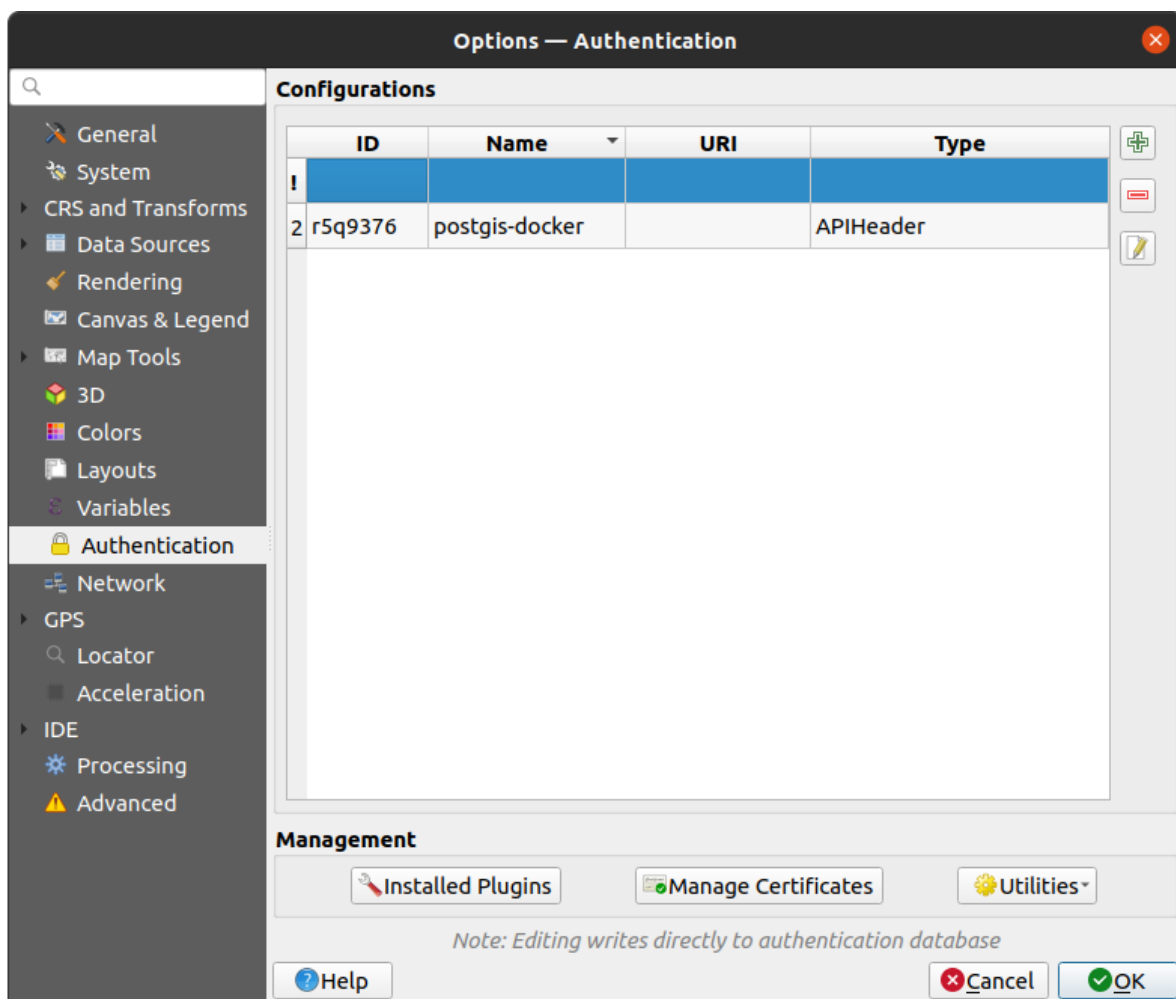 Options — Authentication
Configurations
General
System
CRS and Transforms
Data Sources
Rendering
Canvas & Legend
Map Tools
3D
Colors
Layouts
Variables
Authentication
Network
GPS
Locator
Acceleration
IDE
Processing
Advanced
ID Name URI Type
!
2 r5q9376 postgis-docker APIHeader
Management
Installed Plugins Manage Certificates Utilities
Note: Editing writes directly to authentication database
Help Cancel OK